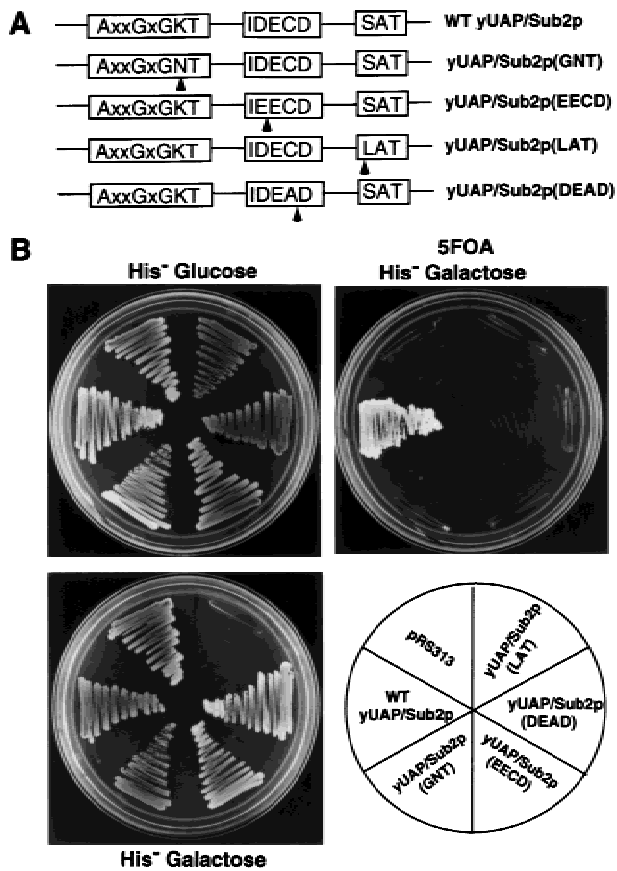 A
AxxGxGKT IDECD SAT WT yUAP/Sub2p
AxxGxGNT IDECD SAT yUAP/Sub2p(GNT)
AxxGxGKT IEECD SAT yUAP/Sub2p(EECD)
AxxGxGKT IDECD LAT yUAP/Sub2p(LAT)
AxxGxGKT IDEAD SAT yUAP/Sub2p(DEAD)
B
His⁻ Glucose
5FOA
His⁻ Galactose
pRS313
yUAP/Sub2p
(LAT)
WT
yUAP/Sub2p
yUAP/Sub2p
(DEAD)
yUAP/Sub2p
(GNT)
yUAP/Sub2p
(EECD)
His⁻ Galactose